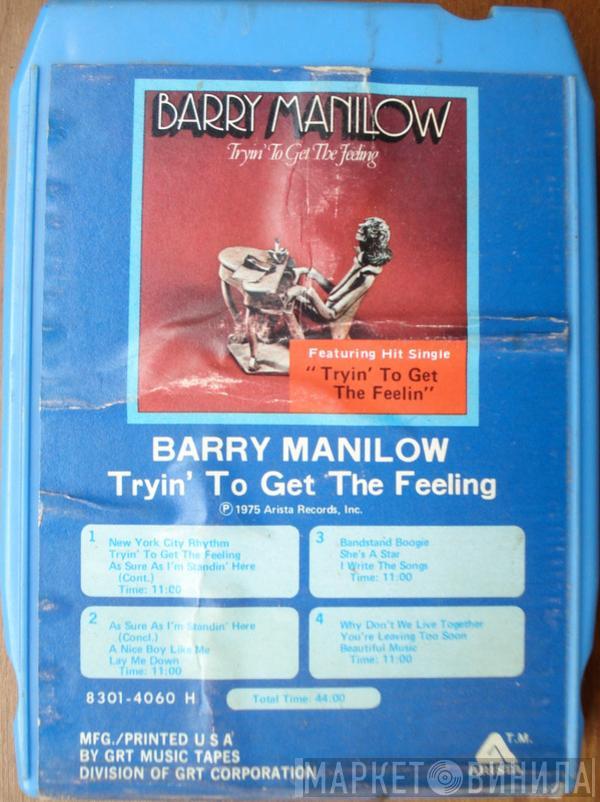 BARRY MANILOW
Tryin' To Get The Feeling
Featuring Hit Single
"Tryin' To Get
The Feelin"
BARRY MANILOW
Tryin' To Get The Feeling
Ⓟ 1975 Arista Records, Inc.
1 New York City Rhythm
Tryin' To Get The Feeling
As Sure As I'm Standin' Here
(Cont.)
Time: 11:00
2 As Sure As I'm Standin' Here
(Concl.)
A Nice Boy Like Me
Lay Me Down
Time: 11:00
3 Bandstand Boogie
She's A Star
I Write The Songs
Time: 11:00
4 Why Don't We Live Together
You're Leaving Too Soon
Beautiful Music
Time: 11:00
8301-4060 H
Total Time: 44:00
MFG./PRINTED U S A
BY GRT MUSIC TAPES
DIVISION OF GRT CORPORATION
T.M.
ARISTA
МАРКЕТ ВИНИЛА